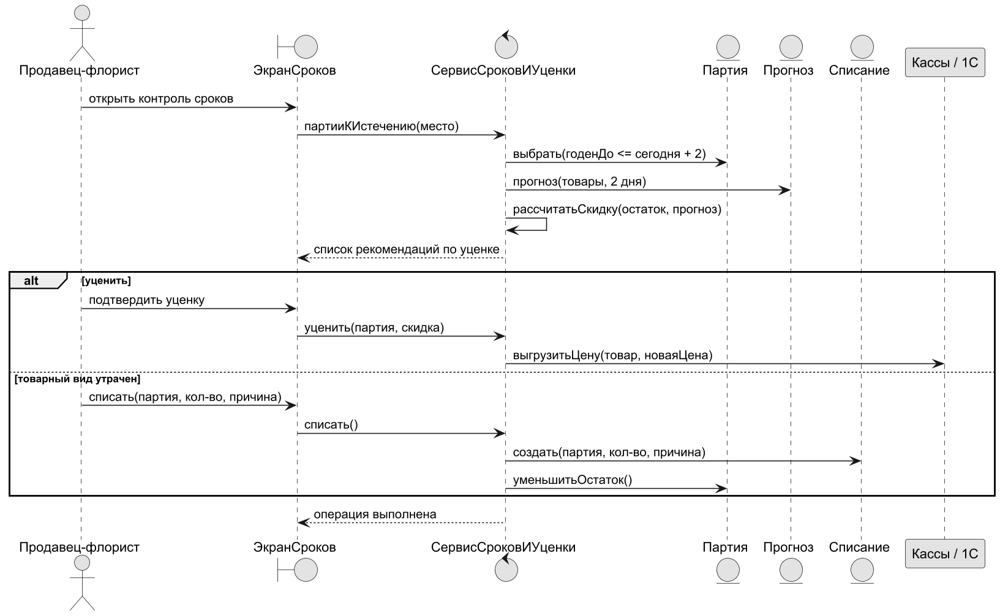 Продавец-флорист
ЭкранСроков
СервисСроковИУценки
Партия
Прогноз
Списание
Кассы / 1С
открыть контроль сроков
партииКИстечению(место)
выбрать(годенДо <= сегодня + 2)
прогноз(товары, 2 дня)
рассчитатьСкидку(остаток, прогноз)
список рекомендаций по уценке
alt
[уценить]
подтвердить уценку
уценить(партия, скидка)
выгрузитьЦену(товар, новаяЦена)
[товарный вид утрачен]
списать(партия, кол-во, причина)
списать()
создать(партия, кол-во, причина)
уменьшитьОстаток()
операция выполнена
Продавец-флорист
ЭкранСроков
СервисСроковИУценки
Партия
Прогноз
Списание
Кассы / 1С